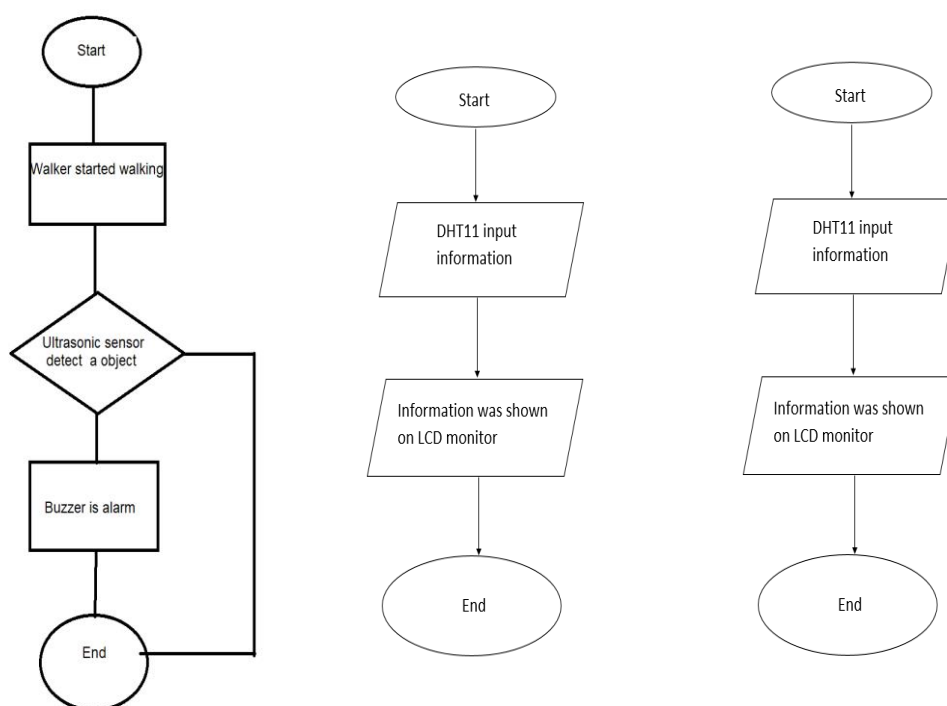 Start
Walker started walking
Ultrasonic sensor
detect a object
Buzzer is alarm
End
Start
DHT11 input
information
Information was shown
on LCD monitor
End
Start
DHT11 input
information
Information was shown
on LCD monitor
End